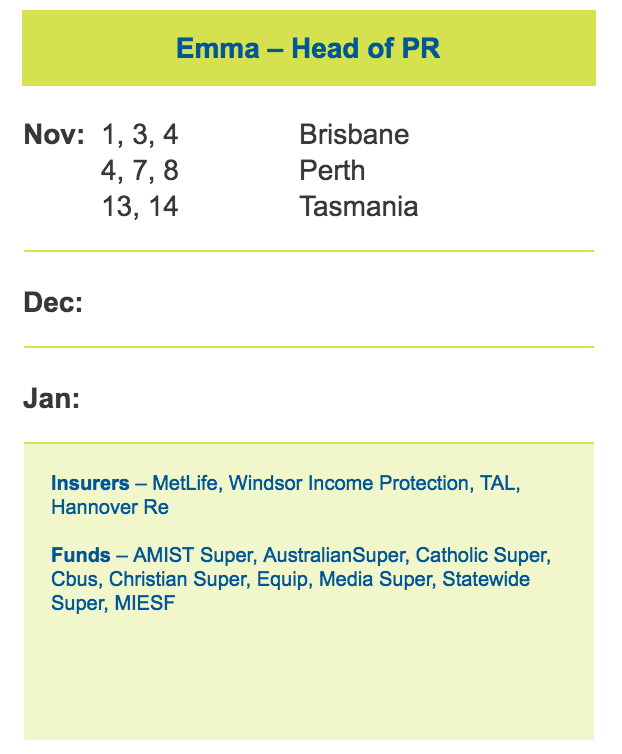 Emma – Head of PR
Nov: 1, 3, 4 Brisbane
4, 7, 8 Perth
13, 14 Tasmania
Dec:
Jan:
Insurers – MetLife, Windsor Income Protection, TAL,
Hannover Re
Funds – AMIST Super, AustralianSuper, Catholic Super,
Cbus, Christian Super, Equip, Media Super, Statewide
Super, MIESF